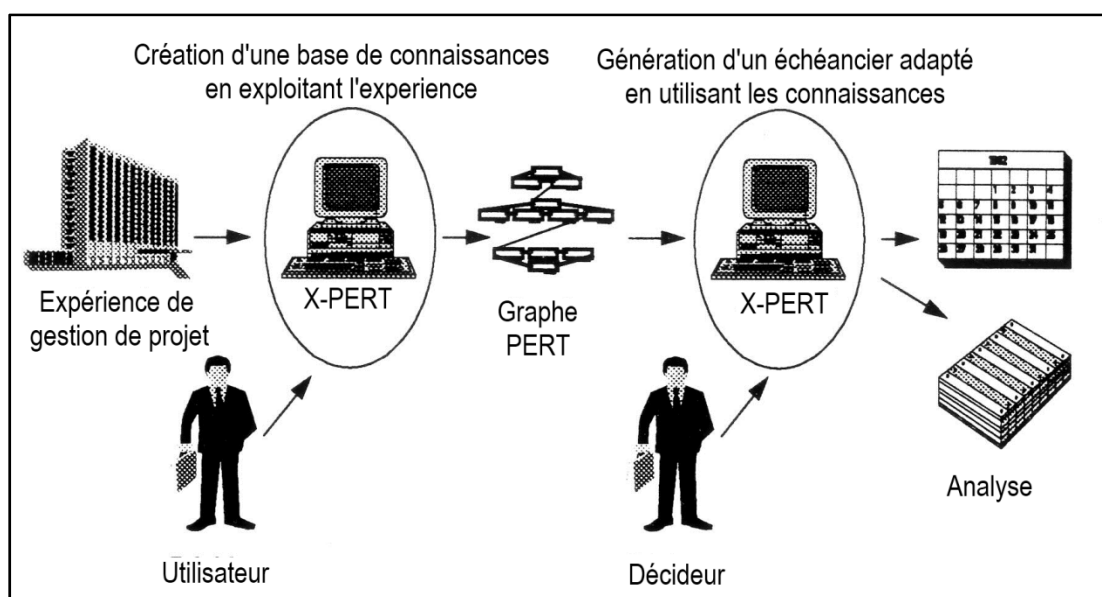 Création d'une base de connaissances
en exploitant l'experience
Génération d'un échéancier adapté
en utilisant les connaissances
X-PERT
Expérience de
gestion de projet
Graphe
PERT
X-PERT
Analyse
Utilisateur
Décideur